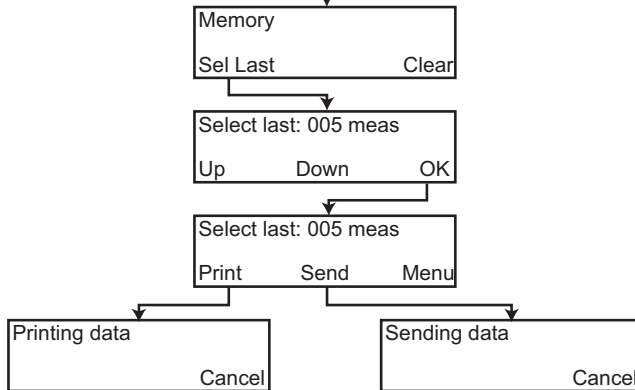 Memory
Sel Last Clear
Select last: 005 meas
Up Down OK
Select last: 005 meas
Print Send Menu
Printing data
Cancel
Sending data
Cancel